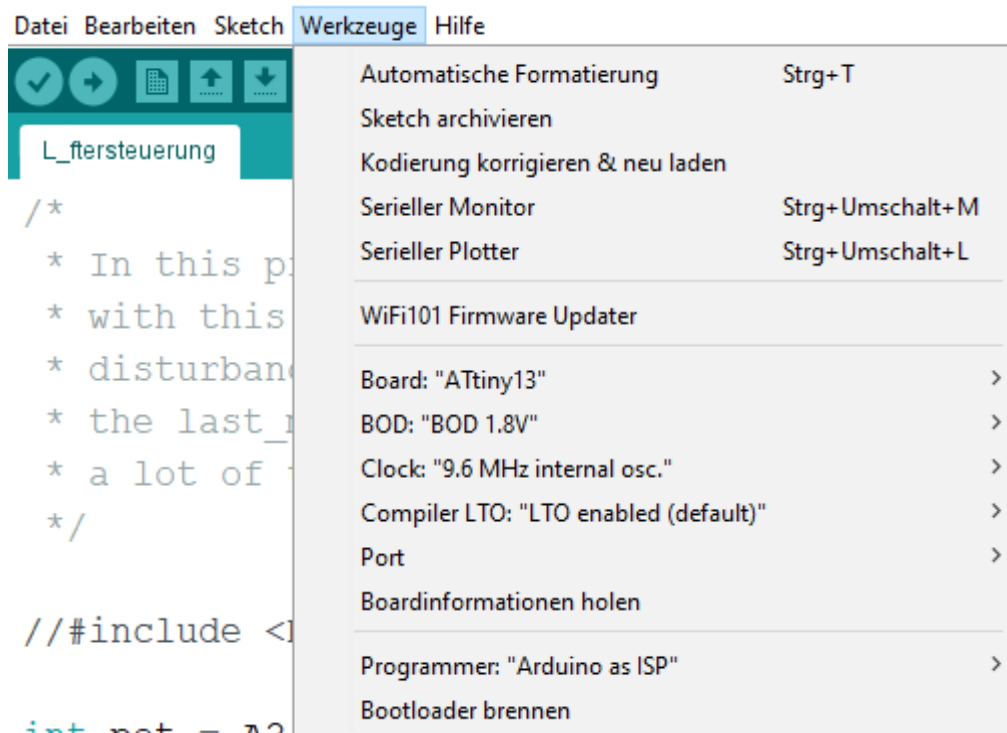 Datei Bearbeiten Sketch Werkzeuge Hilfe
L_ftersteuerung
/*
* In this
* with this
*
* the
* a lot of
*/
//#include
int pot = A3
Automatische Formatierung Strg+T
Sketch archivieren
Kodierung korrigieren & neu laden
Serieller Monitor Strg+Umschalt+M
Serieller Plotter Strg+Umschalt+L
WiFi101 Firmware Updater
Board: "ATtiny13"
BOD: "BOD 1.8V"
Clock: "9.6 MHz internal osc."
Compiler LTO: "LTO enabled (default)"
Port
Boardinformationen holen
Programmer: "Arduino as ISP"
Bootloader brennen